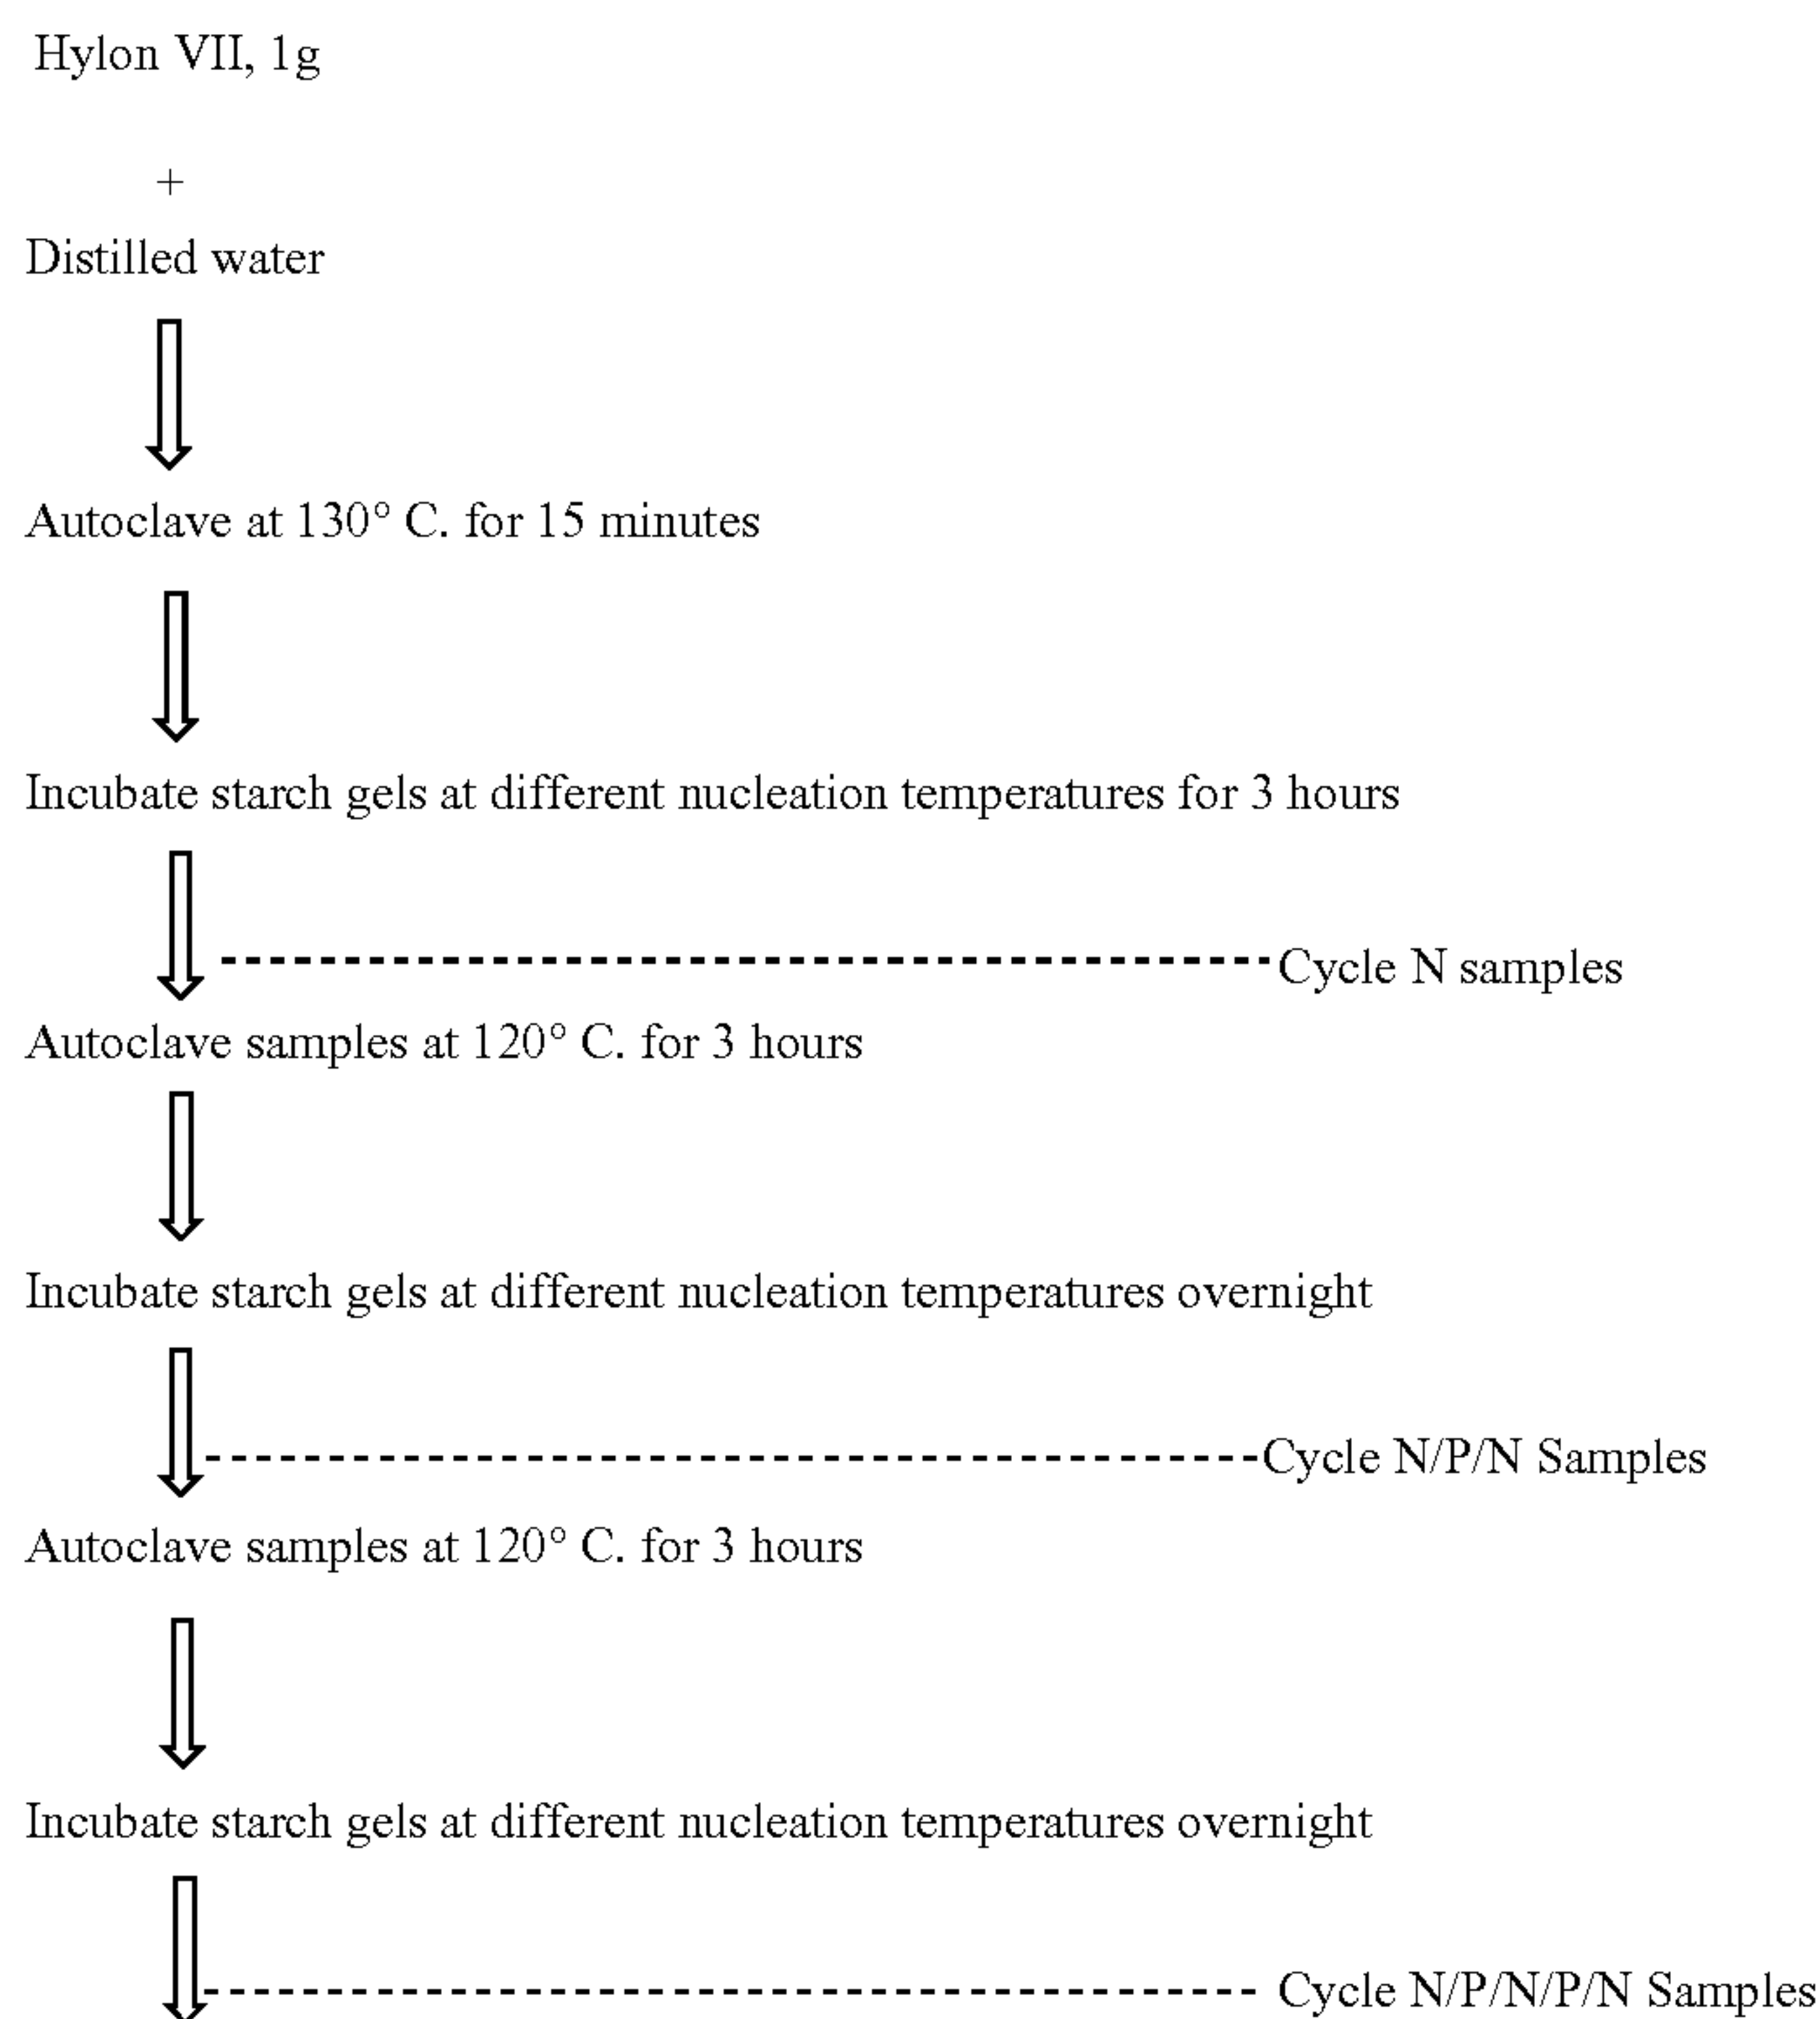 Hylon VII, 1g
+
Distilled water
Autoclave at 130° C. for 15 minutes
Incubate starch gels at different nucleation temperatures for 3 hours
Cycle N samples
Autoclave samples at 120° C. for 3 hours
Incubate starch gels at different nucleation temperatures overnight
Cycle N/P/N Samples
Autoclave samples at 120° C. for 3 hours
Incubate starch gels at different nucleation temperatures overnight
Cycle N/P/N/P/N Samples